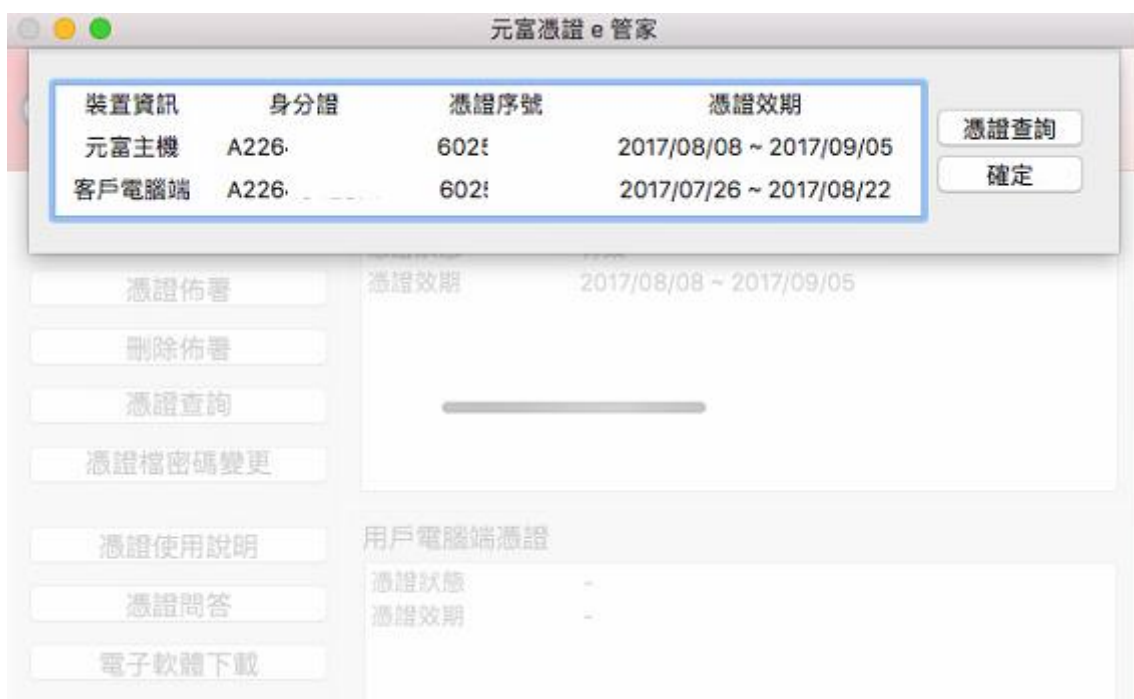 元富憑證 e 管家
裝置資訊 身分證 憑證序號 憑證效期
元富主機 A226 602 2017/08/08 ~ 2017/09/05
客戶電腦端 A226 602 2017/07/26 ~ 2017/08/22
憑證查詢
確定
憑證佈署
刪除佈署
憑證查詢
憑證檔密碼變更
憑證使用說明
憑證問答
電子軟體下載
憑證效期 2017/08/08 ~ 2017/09/05
用戶電腦端憑證
憑證狀態 -
憑證效期 -